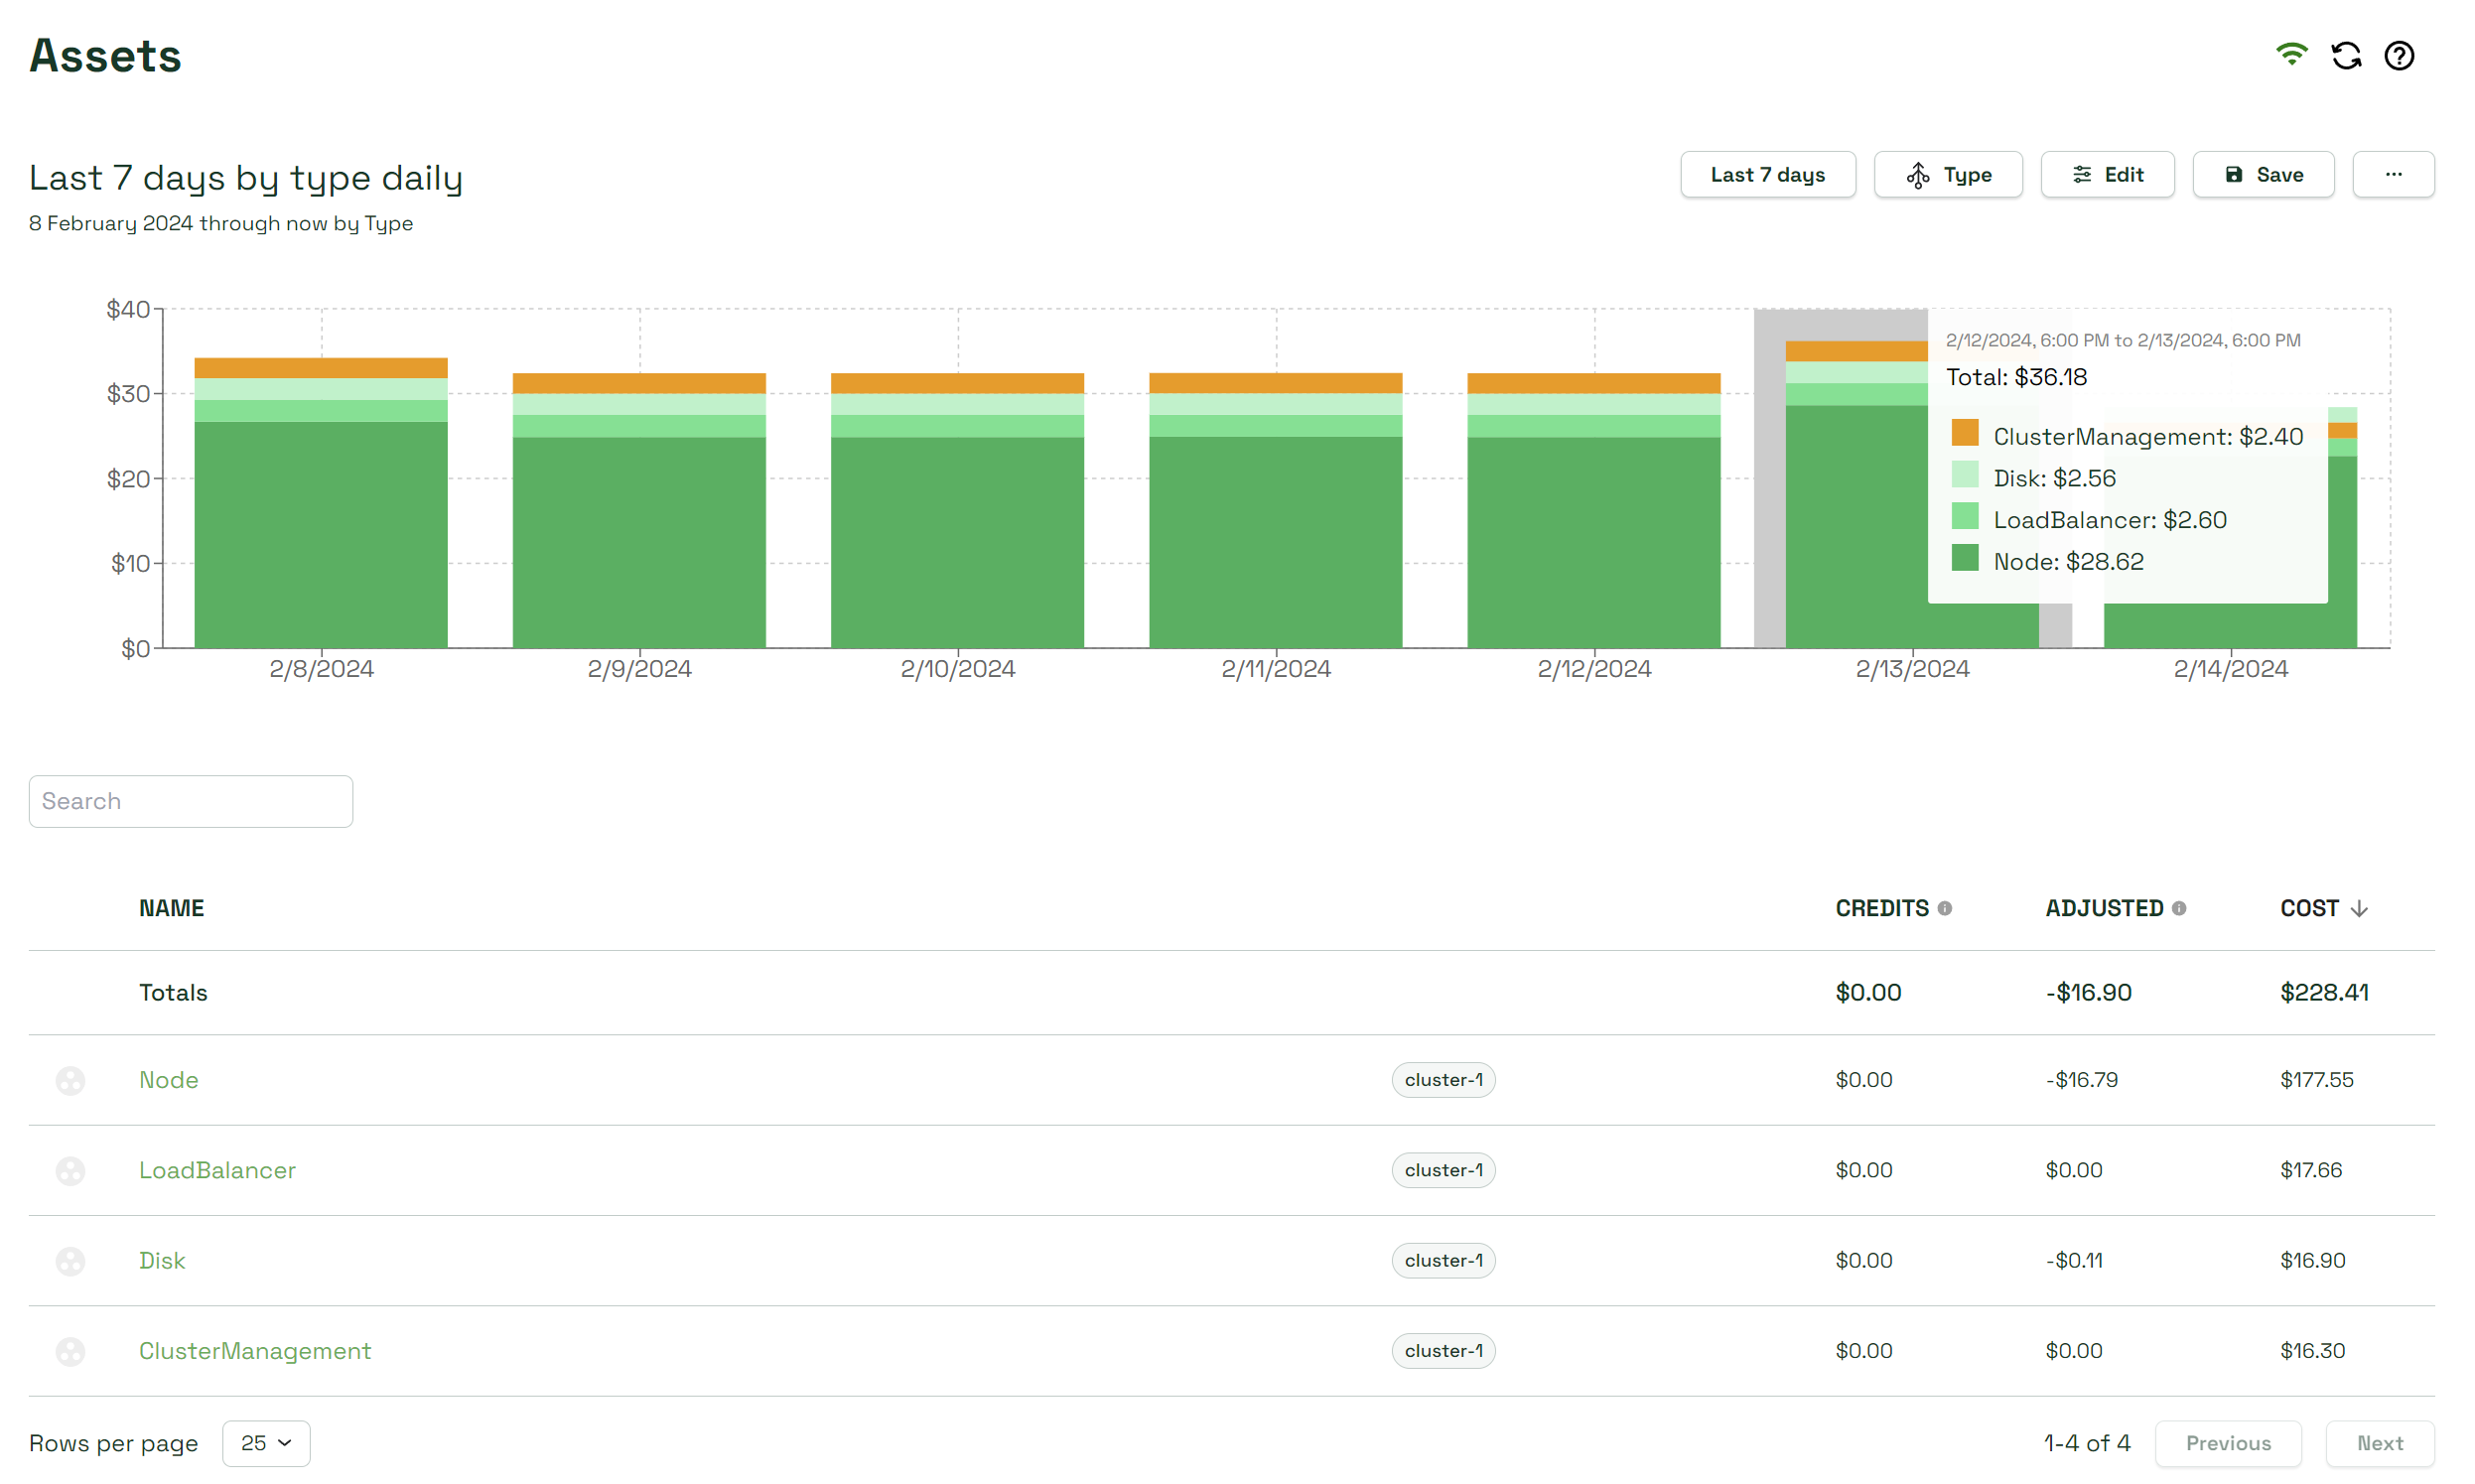 Assets
Last 7 days by type daily
8 February 2024 through now by Type
Last 7 days
Type
Edit
Save
...
$40
$30
$20
$10
$0
2/12/2024, 6:00 PM to 2/13/2024, 6:00 PM
Total: $36.18
ClusterManagement: $2.40
Disk: $2.56
LoadBalancer: $2.60
Node: $28.62
2/8/2024 2/9/2024 2/10/2024 2/11/2024 2/12/2024 2/13/2024 2/14/2024
Search
NAME CREDITS ADJUSTED COST
Totals $0.00 -$16.90 $228.41
Node cluster-1 $0.00 -$16.79 $177.55
LoadBalancer cluster-1 $0.00 $0.00 $17.66
Disk cluster-1 $0.00 -$0.11 $16.90
ClusterManagement cluster-1 $0.00 $0.00 $16.30
Rows per page 25 1-4 of 4 Previous Next